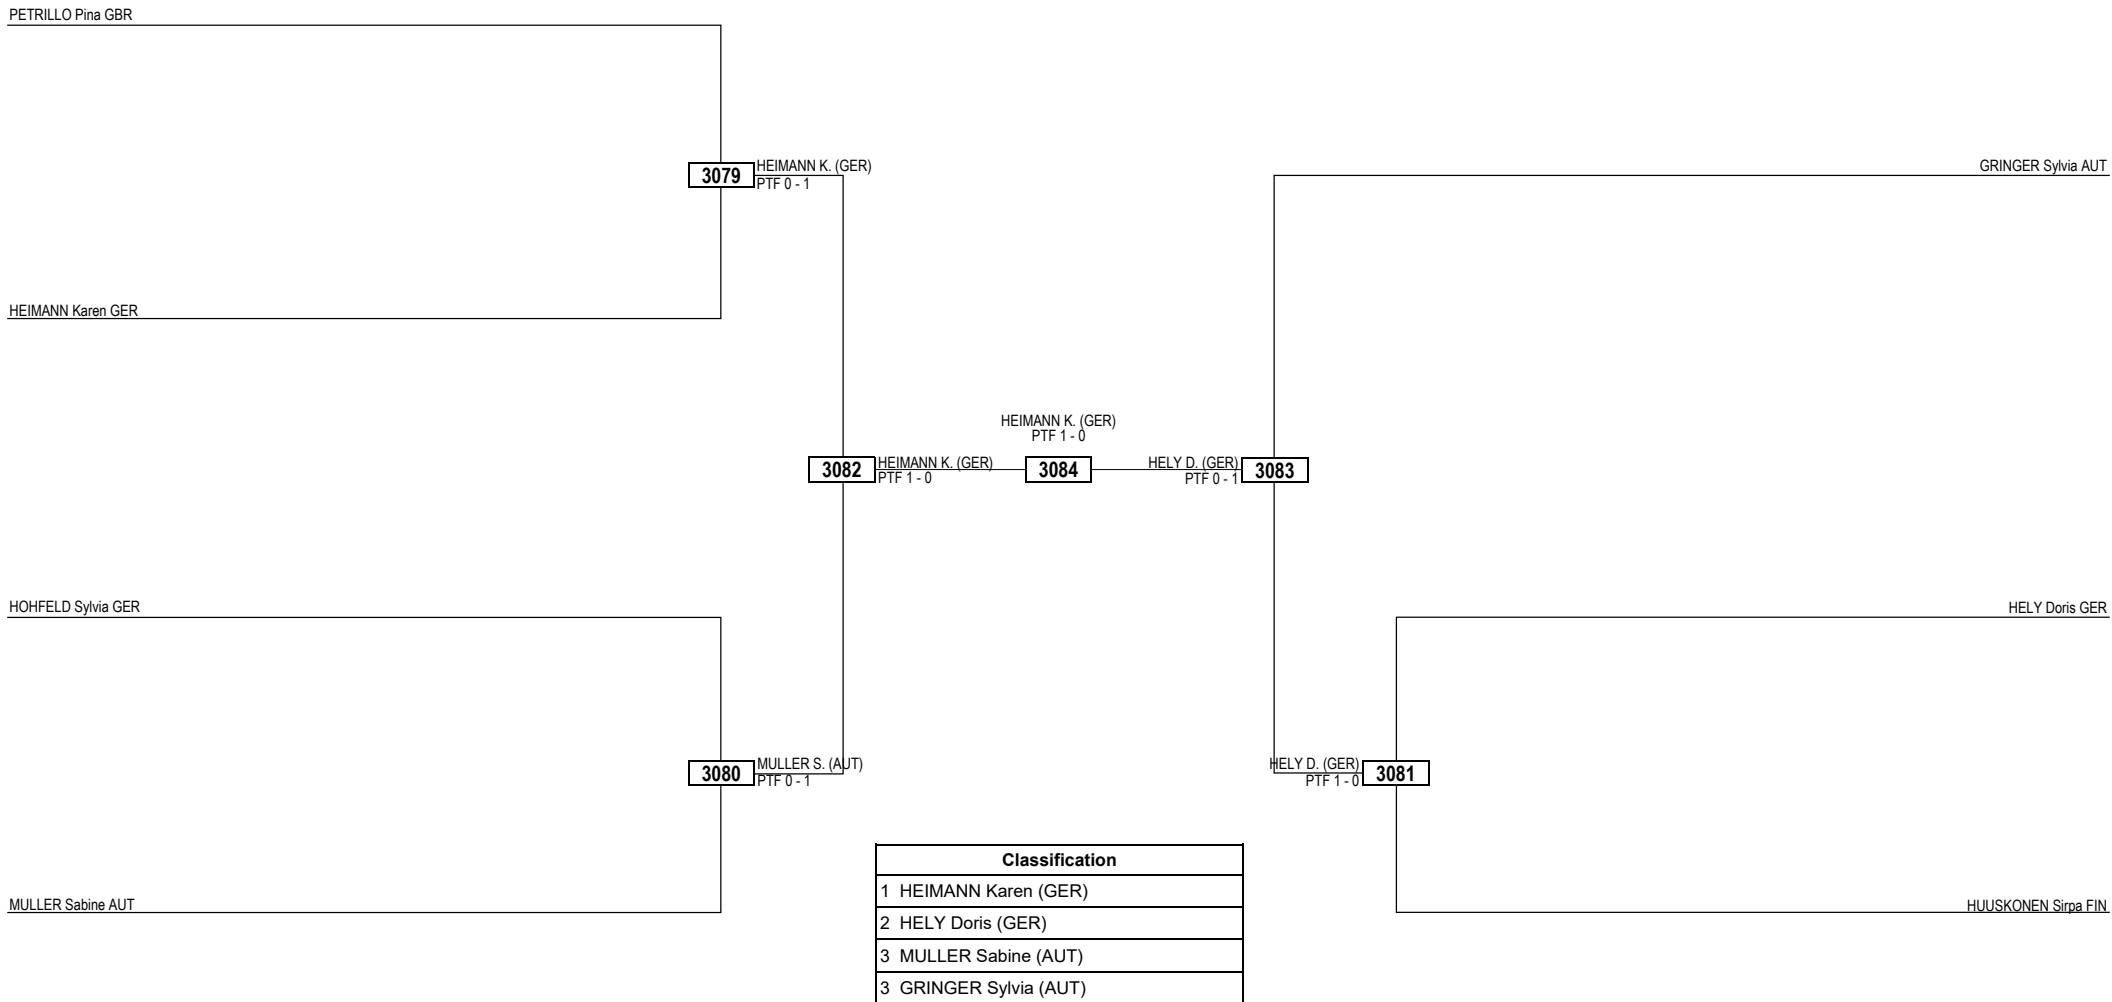 PETRILLO Pina GBR
HEIMANN K. (GER)
3079
PTF 0 - 1
GRINGER Sylvia AUT
HEIMANN Karen GER
HEIMANN K. (GER)
PTF 1 - 0
3082
HEIMANN K. (GER)
PTF 1 - 0
3084
HELY D. (GER)
PTF 0 - 1
3083
HOHFELD Sylvia GER
HELY Doris GER
3080
MULLER S. (AUT)
PTF 0 - 1
HELY D. (GER)
PTF 1 - 0
3081
MULLER Sabine AUT
HUUSKONEN Sirpa FIN
Classification
1 HEIMANN Karen (GER)
2 HELY Doris (GER)
3 MULLER Sabine (AUT)
3 GRINGER Sylvia (AUT)